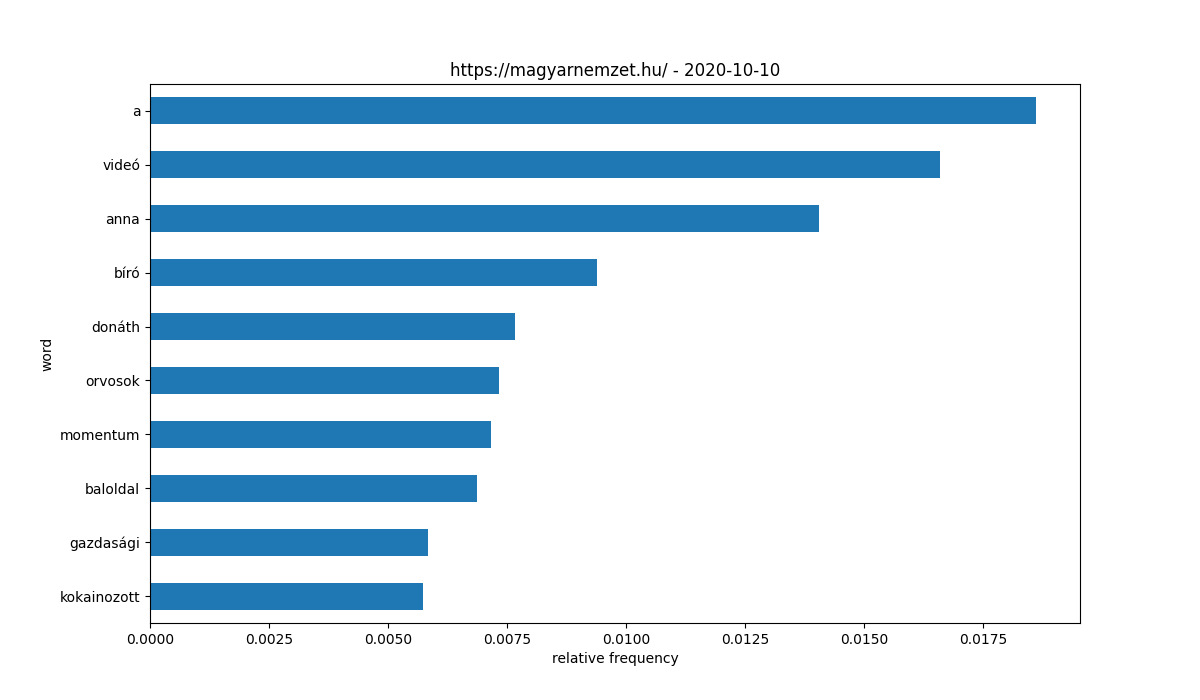 https://magyarnemzet.hu/ - 2020-10-10
a
videó
anna
bíró
donáth
orvosok
momentum
baloldal
gazdasági
kokainozott
word
0.0000 0.0025 0.0050 0.0075 0.0100 0.0125 0.0150 0.0175
relative frequency